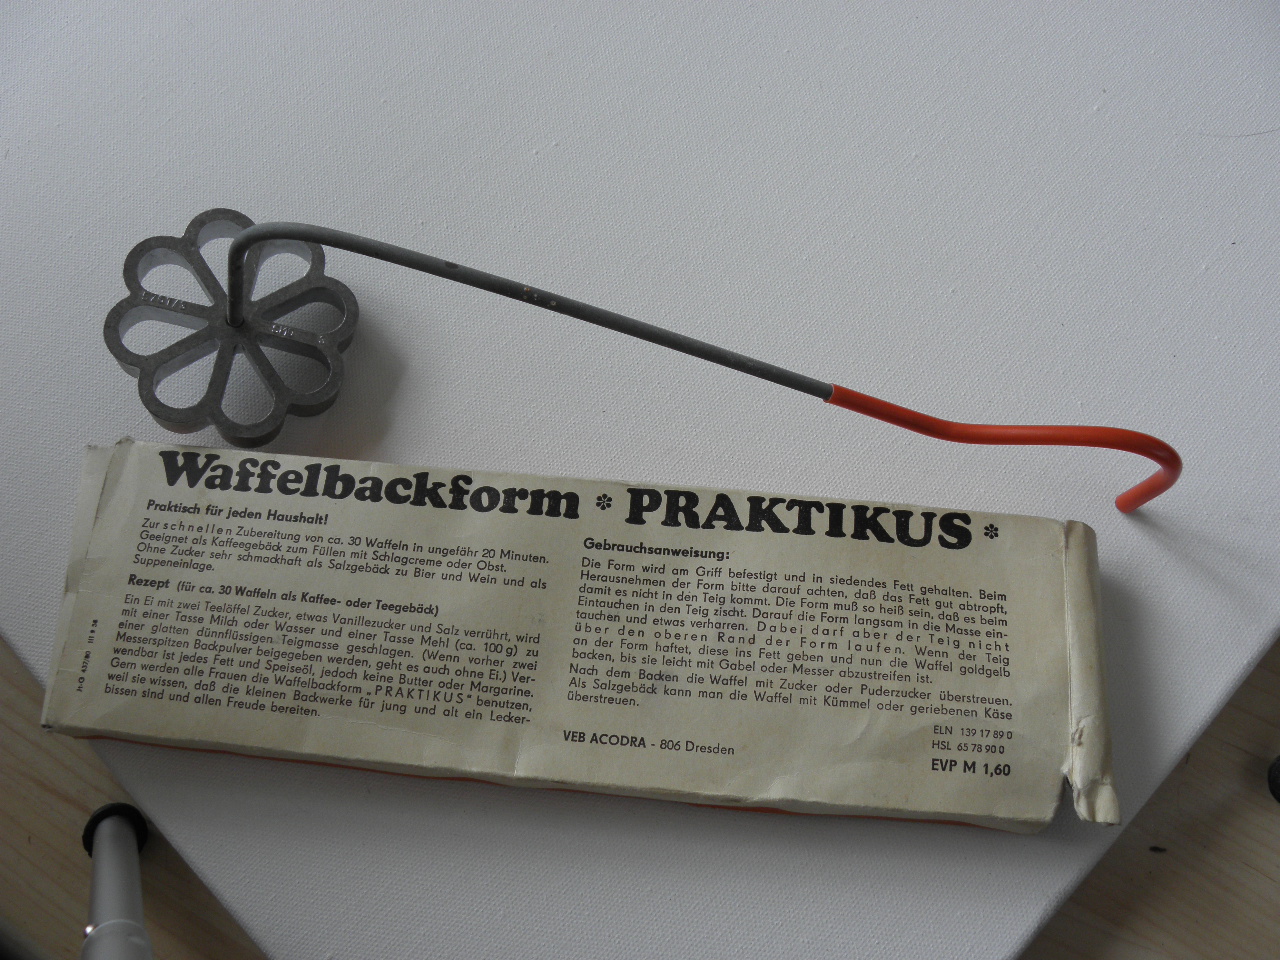 Waffelbackform * PRAKTIKUS *
Praktisch für jeden Haushalt!
Zur schnellen Zubereitung von ca. 30 Waffeln in ungefähr 20 Minuten.
Geeignet als Kaffeegebäck zum Füllen mit Schlagcreme oder Obst.
Ohne Zucker sehr schmackhaft als Salzgebäck zu Bier und Wein und als
Suppeneinlage.
Rezept (für ca. 30 Waffeln als Kaffee- oder Teegebäck)
Ein Ei mit zwei Teelöffel Zucker, etwas Vanillezucker und Salz verrührt, wird
mit einer Tasse Milch oder Wasser und einer Tasse Mehl (ca. 100 g) zu
einer glatten dünnflüssigen Teigmasse geschlagen. (Wenn vorher zwei
Messerspitzen Backpulver beigegeben werden, geht es auch ohne Ei.) Ver-
wendbar ist jedes Fett und Speiseöl, jedoch keine Butter oder Margarine.
Gern werden alle Frauen die Waffelbackform „PRAKTIKUS" benutzen,
weil sie wissen, daß die kleinen Backwerke für jung und alt ein Lecker-
bissen sind und allen Freude bereiten.
Gebrauchsanweisung:
Die Form wird am Griff befestigt und in siedendes Fett gehalten. Beim
Herausnehmen der Form bitte darauf achten, daß das Fett gut abtropft,
damit es nicht in den Teig kommt. Die Form muß so heiß sein, daß es beim
Eintauchen in den Teig zischt. Darauf die Form langsam in die Masse ein-
tauchen und etwas verharren. Dabei darf aber der Teig nicht
über den oberen Rand der Form laufen. Wenn der Teig
an der Form haftet, diese ins Fett geben und nun die Waffel goldgelb
backen, bis sie leicht mit Gabel oder Messer abzustreifen ist.
Nach dem Backen die Waffel mit Zucker oder Puderzucker überstreuen.
Als Salzgebäck kann man die Waffel mit Kümmel oder geriebenen Käse
überstreuen.
VEB ACODRA - 806 Dresden
ELN 139 17 89 0
HSL 65 78 90 0
EVP M 1,60